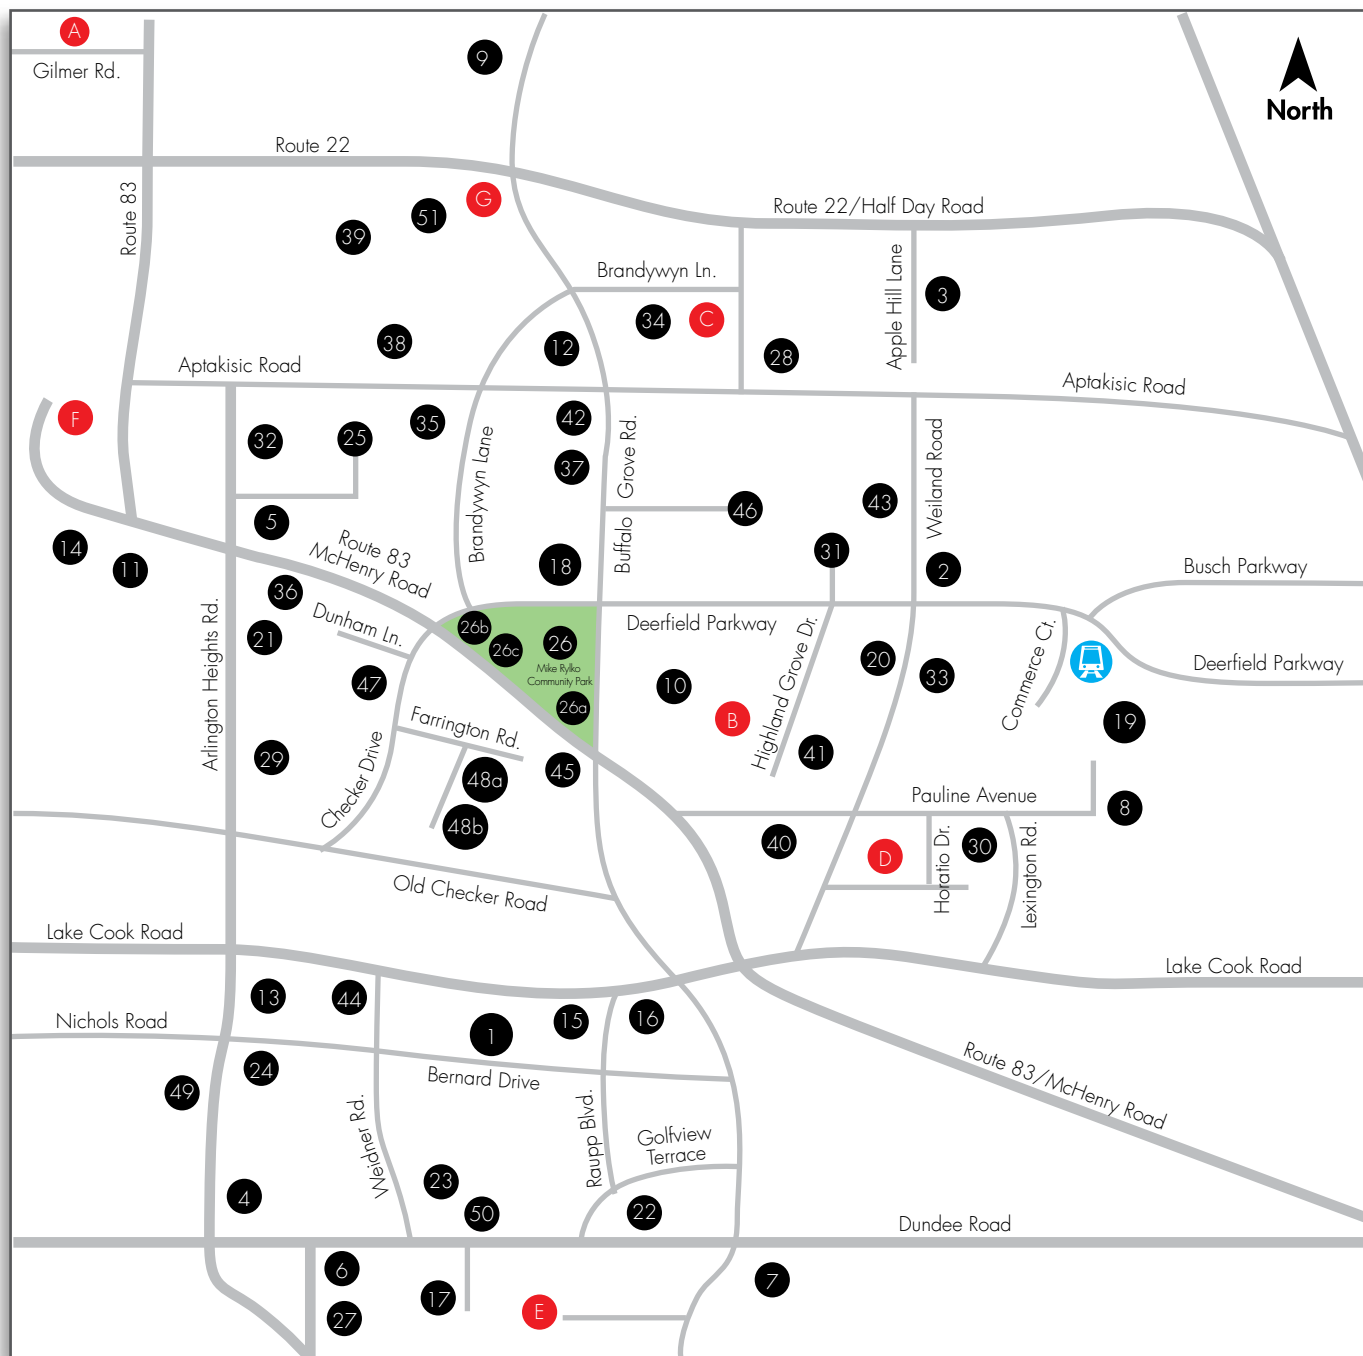 A
Gilmer Rd.
9
North
Route 22
Route 83
G
51
39
Route 22/Half Day Road
Brandywyn Ln.
Apple Hill Lane
3
34
C
38
12
28
Aptakisic Road
Aptakisic Road
F
32
25
35
42
Brandywyn Lane
37
Buffalo Grove Rd.
43
Weiland Road
46
5
14
11
Route 83
McHenry Road
18
31
2
Busch Parkway
36
Dunham Ln.
21
26b
26c
26
Mike Rylko
Community Park
26a
Deerfield Parkway
Highland Grove Dr.
20
33
Commerce Ct.
Deerfield Parkway
47
10
B
19
Arlington Heights Rd.
Farrington Rd.
29
Checker Drive
48a
45
41
48b
Pauline Avenue
8
40
D
Horatio Dr.
30
Lexington Rd.
Old Checker Road
Lake Cook Road
Lake Cook Road
13
44
Nichols Road
1
15
16
24
Bernard Drive
49
Route 83/McHenry Road
Weidner Rd.
Raupp Blvd.
Golfview
Terrace
4
23
50
22
Dundee Road
6
7
17
27
E